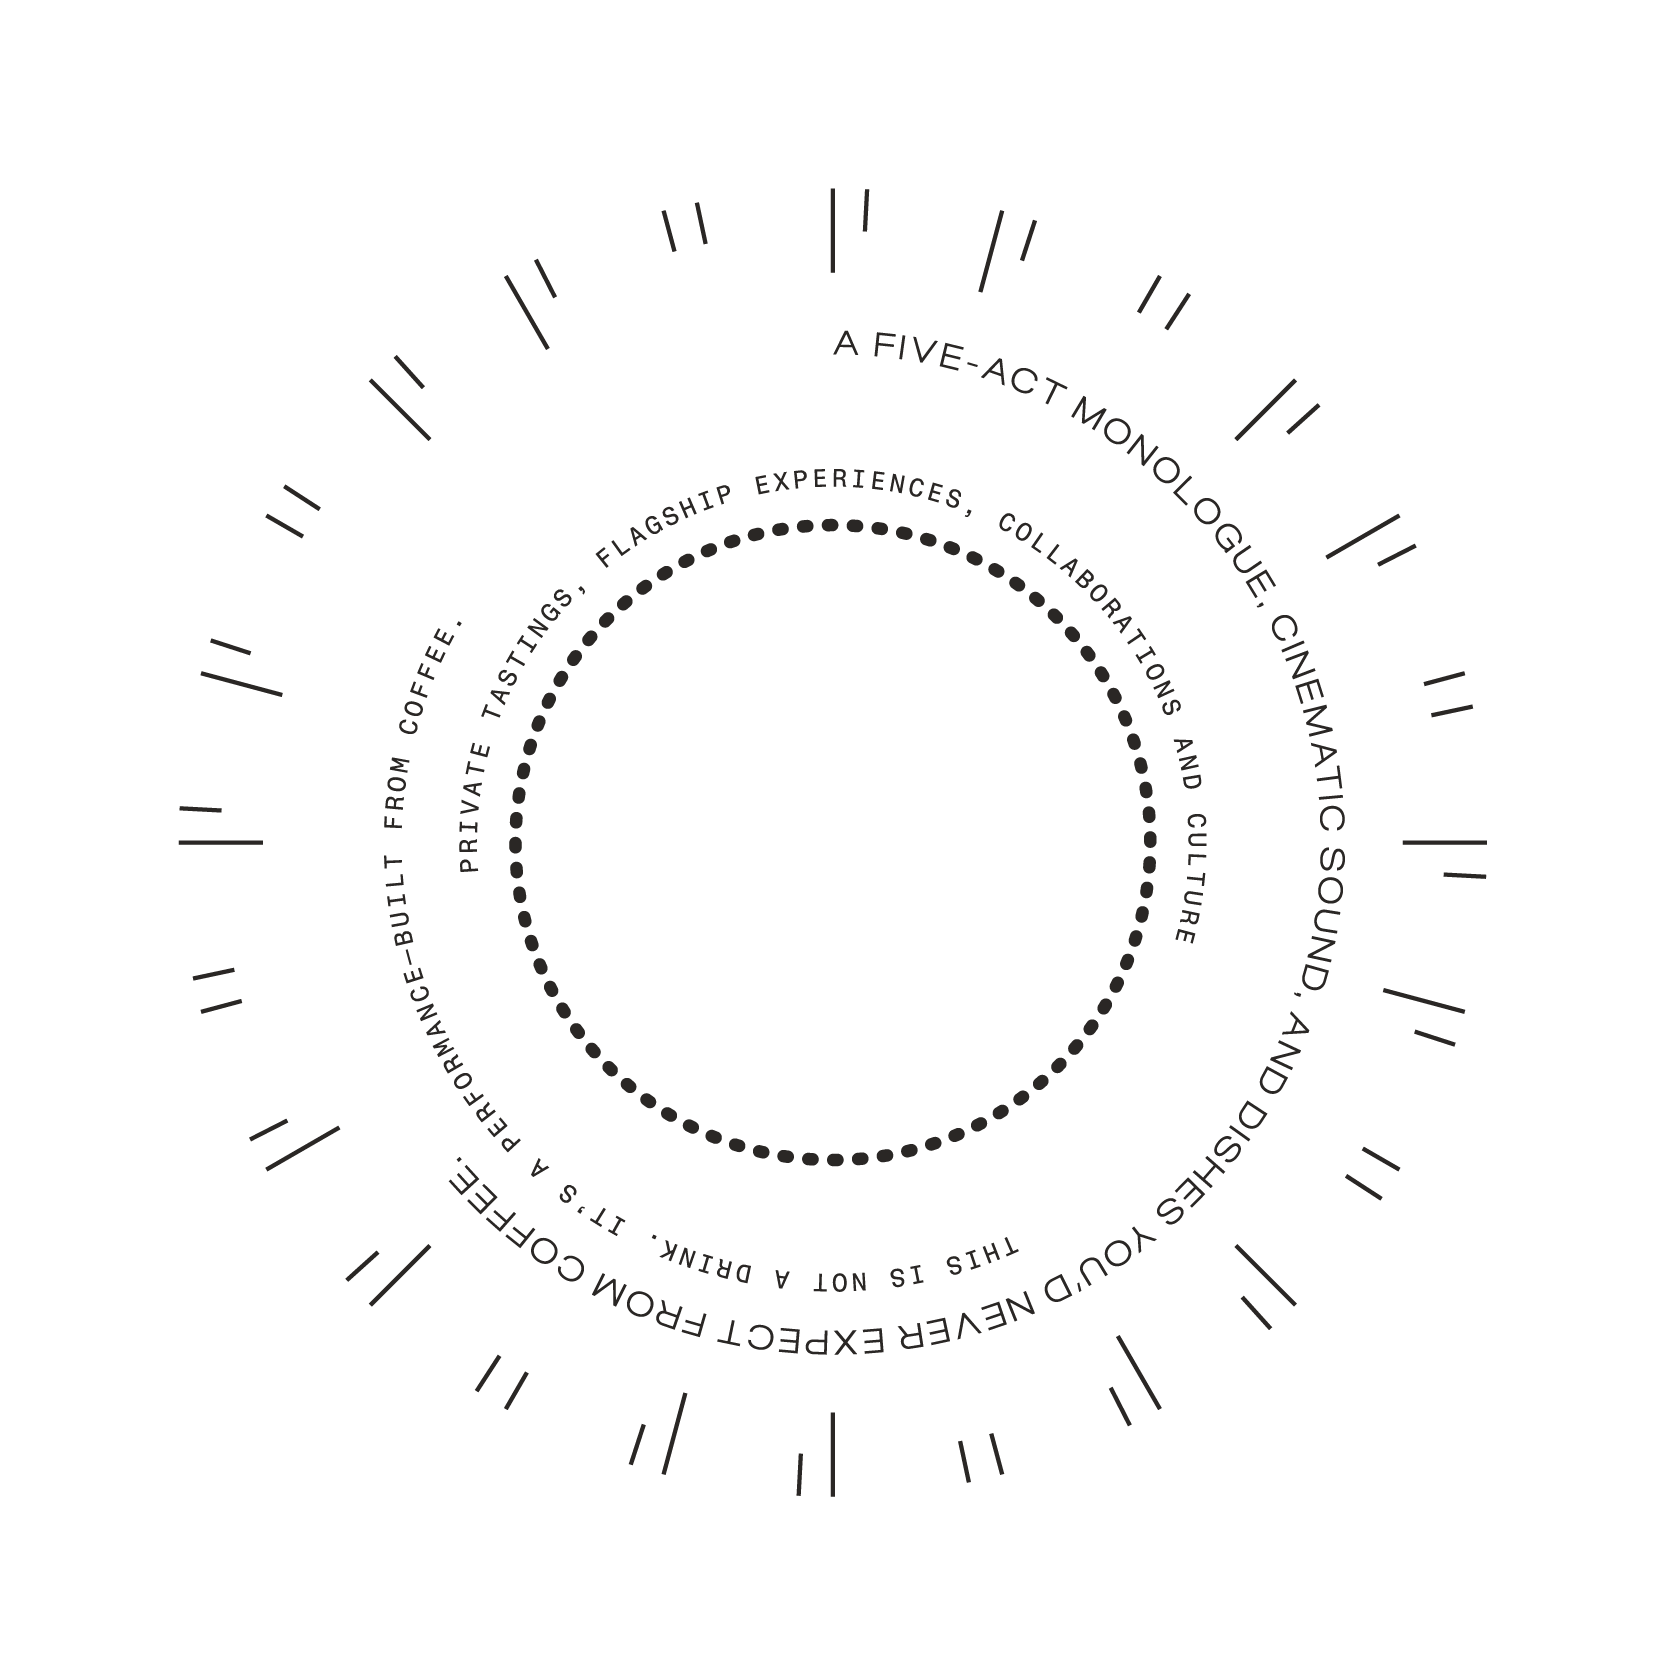 A FIVE-ACT MONOLOGUE, CINEMATIC SOUND, AND DISHES YOU'D NEVER EXPECT FROM COFFEE.
THIS IS NOT A DRINK. IT'S A PERFORMANCE—BUILT FROM COFFEE.
PRIVATE TASTINGS, FLAGSHIP EXPERIENCES, COLLABORATIONS AND CULTURE